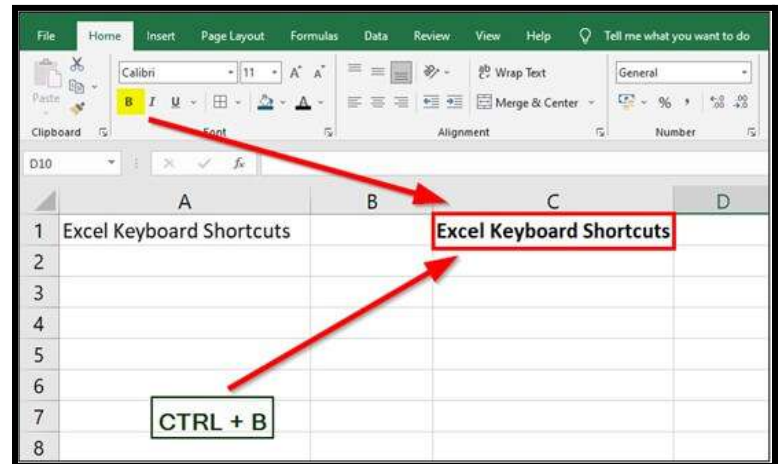 File Home Insert Page Layout Formulas Data Review View Help Tell me what you want to do
Calibri 11 A A Wrap Text General
Paste B I U A Merge & Center % , .00
Clipboard Font Alignment Number
D10 fx
A B C D
1 Excel Keyboard Shortcuts Excel Keyboard Shortcuts
2
3
4
5
6
7 CTRL + B
8